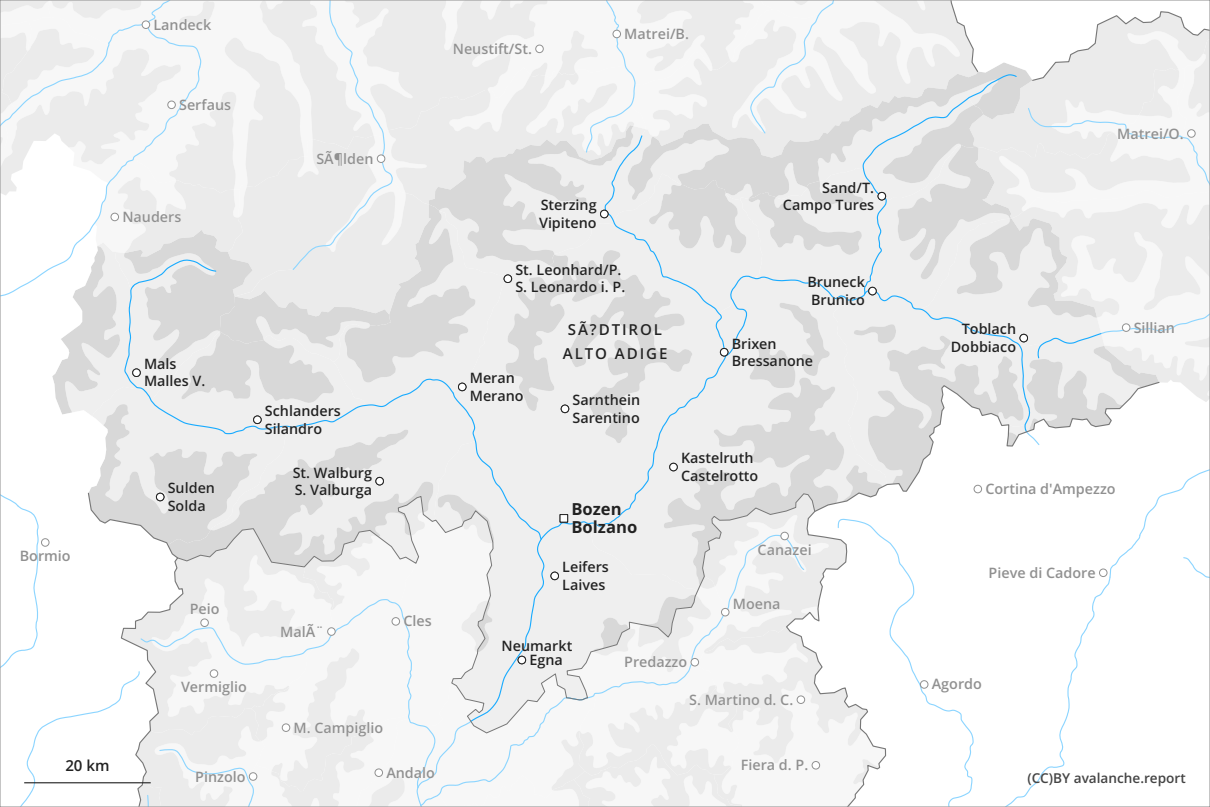 Landeck
Matrei/B.
Neustift/St.
Serfaus
Matrei/O.
SÃ¶lden
Sand/T.
Campo Tures
Nauders
Sterzing
Vipiteno
St. Leonhard/P.
S. Leonardo i. P.
Bruneck
Brunico
SÃ?DTIROL
ALTO ADIGE
Toblach
Dobbiaco
Sillian
Brixen
Bressanone
Mals
Malles V.
Meran
Merano
Schlanders
Silandro
Sarnthein
Sarentino
Kastelruth
Castelrotto
St. Walburg
S. Valburga
Sulden
Solda
Cortina d'Ampezzo
Bozen
Bolzano
Bormio
Canazei
Leifers
Laives
Pieve di Cadore
Peio
Moena
MalÃ¨
Cles
Neumarkt
Egna
Predazzo
Vermiglio
Agordo
S. Martino d. C.
M. Campiglio
20 km
Pinzolo
Andalo
Fiera d. P.
(CC)BY avalanche.report